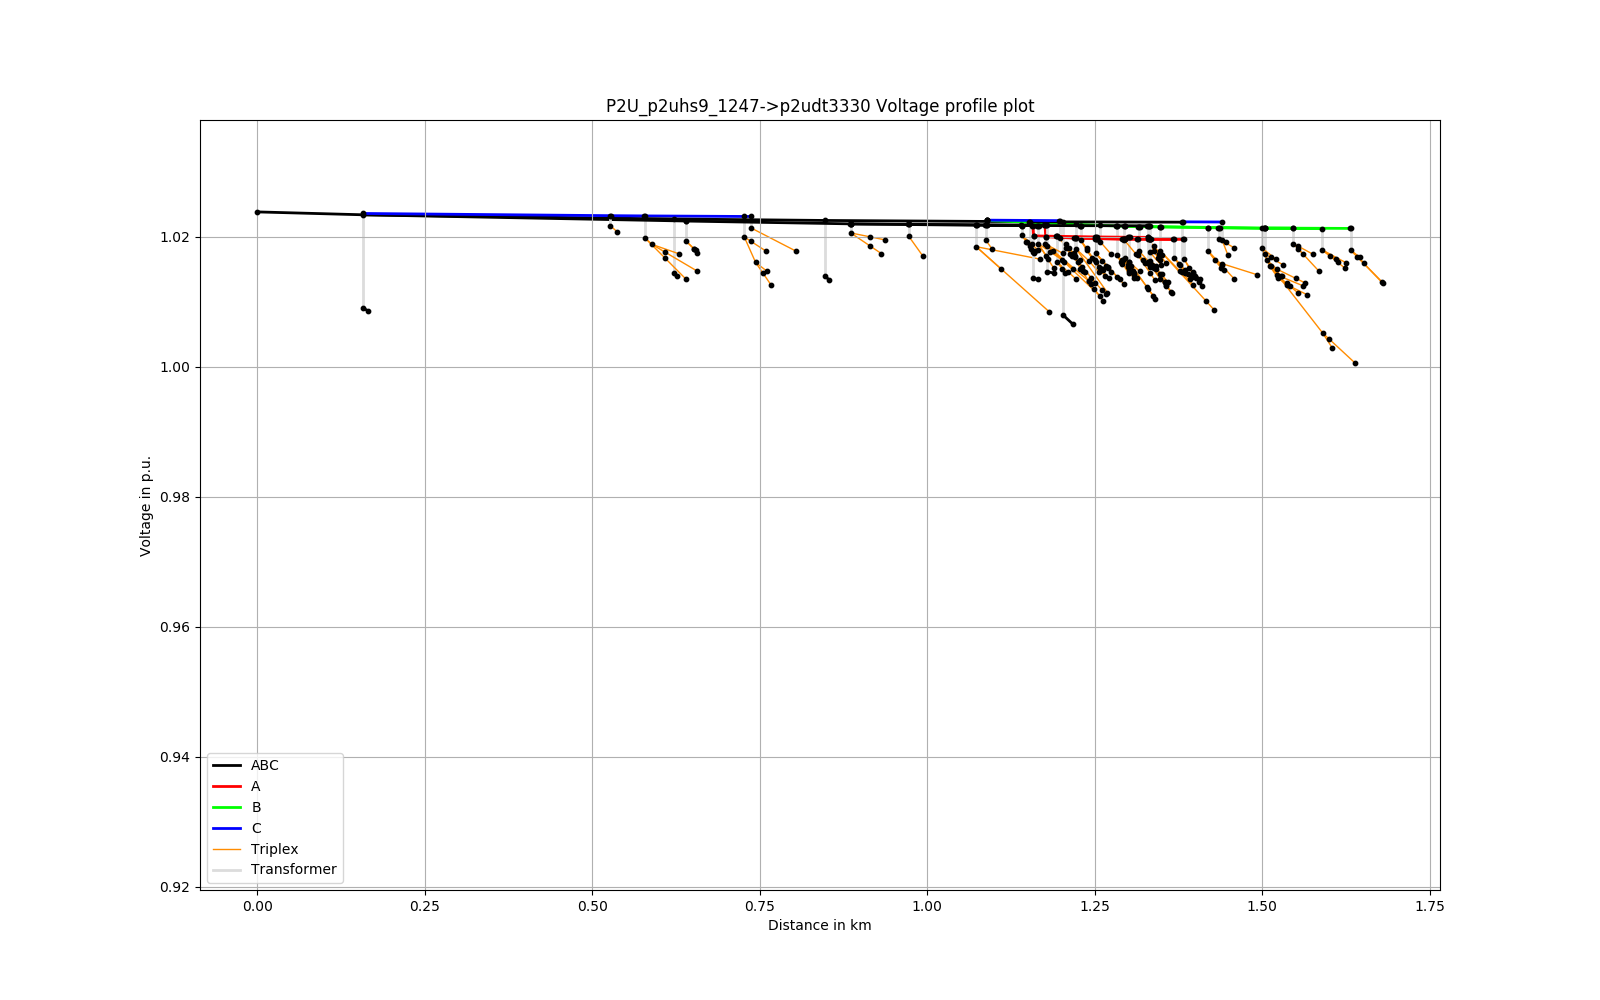 P2U_p2uhs9_1247->p2udt3330 Voltage profile plot
Voltage in p.u.
1.02
1.00
0.98
0.96
0.94
0.92
ABC
A
B
C
Triplex
Transformer
0.00 0.25 0.50 0.75 1.00 1.25 1.50 1.75
Distance in km